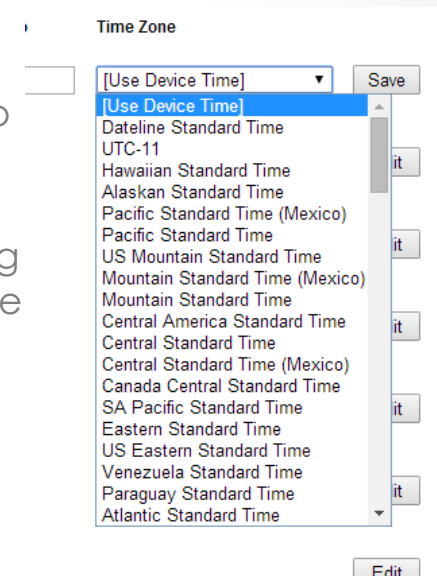 Time Zone
[Use Device Time] Save
[Use Device Time]
Dateline Standard Time
UTC-11
Hawaiian Standard Time
Alaskan Standard Time
Pacific Standard Time (Mexico)
Pacific Standard Time
US Mountain Standard Time
Mountain Standard Time (Mexico)
Mountain Standard Time
Central America Standard Time
Central Standard Time
Central Standard Time (Mexico)
Canada Central Standard Time
SA Pacific Standard Time
Eastern Standard Time
US Eastern Standard Time
Venezuela Standard Time
Paraguay Standard Time
Atlantic Standard Time
Edit